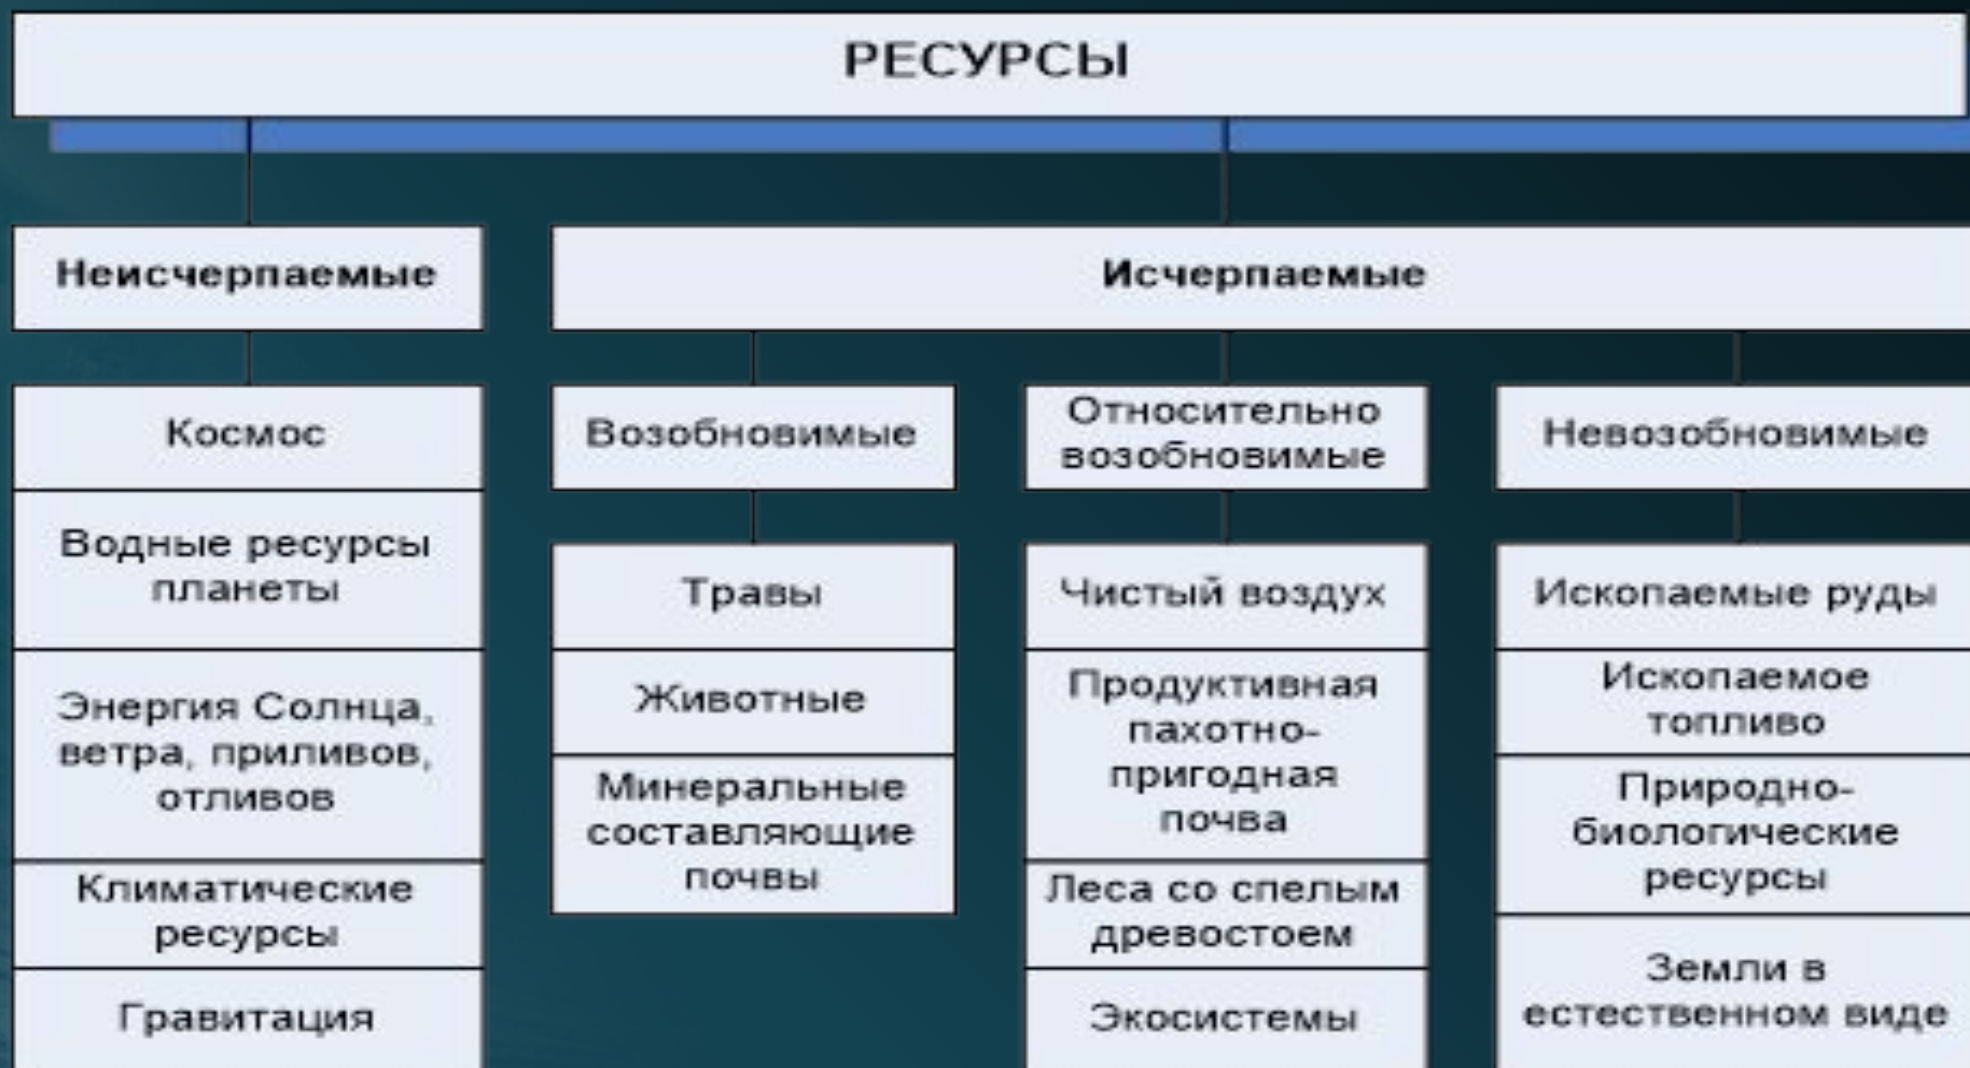 РЕСУРСЫ
Неисчерпаемые
Исчерпаемые
Космос
Водные ресурсы
планеты
Энергия Солнца,
ветра, приливов,
отливов
Климатические
ресурсы
Гравитация
Возобновимые
Травы
Животные
Минеральные
составляющие
почвы
Относительно
возобновимые
Чистый воздух
Продуктивная
пахотно-
пригодная
почва
Леса со спелым
древостоем
Экосистемы
Невозобновимые
Ископаемые руды
Ископаемое
топливо
Природно-
биологические
ресурсы
Земли в
естественном виде